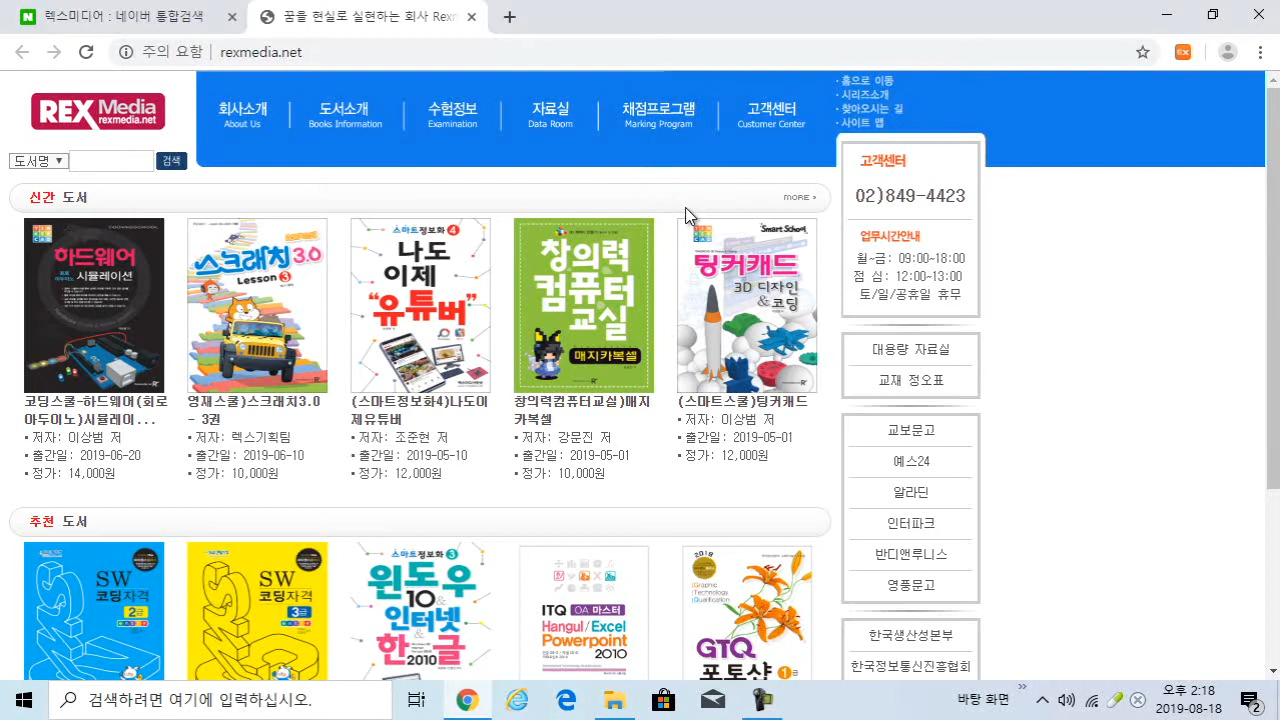 렉스미디어 : 네이버 통합검색
꿈을 현실로 실현하는 회사 Rexm
주의 요함
rexmedia.net
REX Media
rexmedia.net
회사소개
About Us
도서소개
Books Information
수험정보
Examination
자료실
Data Room
채점프로그램
Marking Program
고객센터
Customer Center
홈으로 이동
시리즈소개
찾아오시는 길
사이트 맵
도서명
검색
신간 도서
MORE
하드웨어
시뮬레이션
스크래치 3.0
Lesson 3
스마트정보화 4
나도
이제
“유튜버”
창의력
컴퓨터
교실
매지카복셀
Smart School
팅커캐드
3D 디자인
& 코딩
코딩스쿨-하드웨어(회로
아두이노)시뮬레이...
▪ 저자: 이상범 저
▪ 출간일: 2019-06-20
▪ 정가: 14,000원
영재스쿨)스크래치3.0
- 3권
▪ 저자: 렉스기획팀
▪ 출간일: 2019-06-10
▪ 정가: 10,000원
(스마트정보화4)나도이
제유튜버
▪ 저자: 조준현 저
▪ 출간일: 2019-05-10
▪ 정가: 12,000원
창의력컴퓨터교실)매지
카복셀
▪ 저자: 강문진 저
▪ 출간일: 2019-05-01
▪ 정가: 10,000원
(스마트스쿨)팅커캐드
▪ 저자: 이상범 저
▪ 출간일: 2019-05-01
▪ 정가: 12,000원
추천 도서
SW
코딩자격
2급
SW
코딩자격
3급
스마트정보화 3
윈도우
10 &
인터넷
&
한글
2010
ITQ OA 마스터
Hangul/Excel
Powerpoint
2010
2018
Graphic
Technology
Qualification
GTQ
포토샵 1급
고객센터
02)849-4423
업무시간안내
월~금: 09:00~18:00
점 심: 12:00~13:00
토/일/공휴일 휴무
대용량 자료실
교재 정오표
교보문고
예스24
알라딘
인터파크
반디앤루니스
영풍문고
한국생산성본부
한국정보통신진흥협회
검색하려면 여기에 입력하십시오.
바탕 화면
오후 2:18
2019-08-18
2